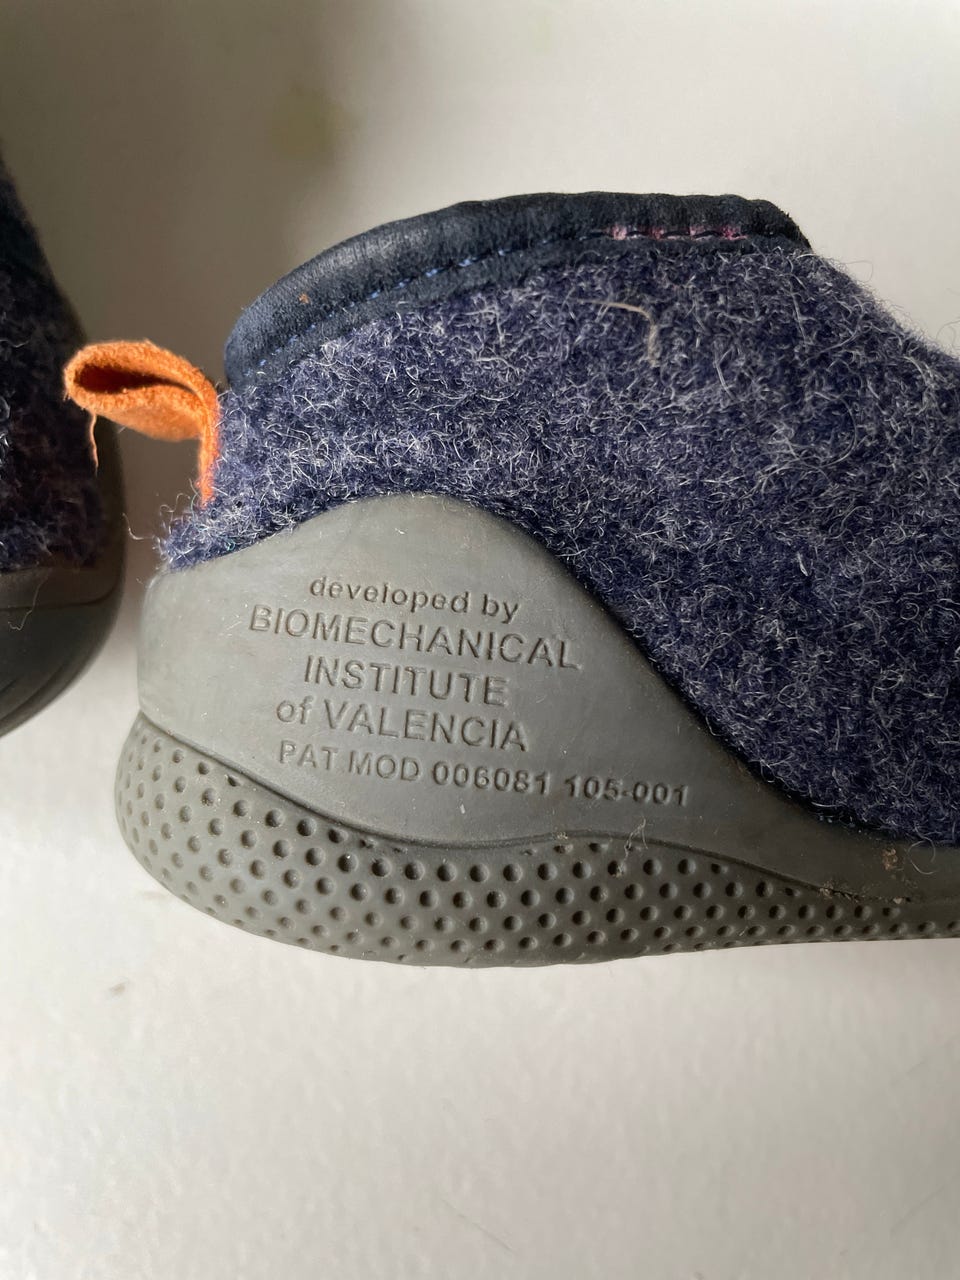 developed by
BIOMECHANICAL
INSTITUTE
of VALENCIA
PAT MOD 006081 105-001